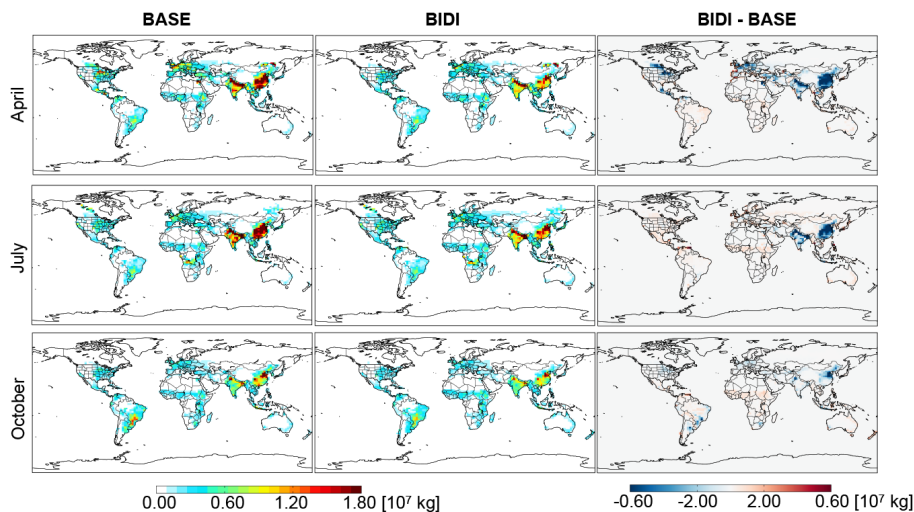 BASE BIDI BIDI - BASE
April
July
October
0.00 0.60 1.20 1.80 [10⁷ kg] -0.60 -2.00 2.00 0.60 [10⁷ kg]